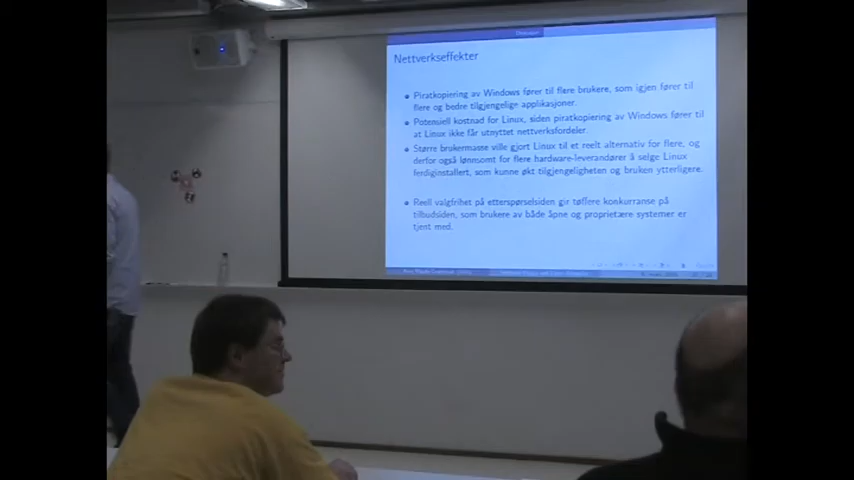 Nettverkseffekter
Piratkopiering av Windows fører til flere brukere, som igjen fører til
flere og bedre tilgjengelige applikasjoner.
Potensiell kostnad for Linux, siden piratkopiering av Windows fører til
at Linux ikke får utnyttet nettverksfordeler.
Større brukermasse ville gjort Linux til et reelt alternativ for flere, og
derfor også lønnsomt for flere hardware-leverandører å selge Linux
ferdiginstallert, som kunne økt tilgjengeligheten og bruken ytterligere.
Reell valgfrihet på etterspørselsiden gir tøffere konkurranse på
tilbudsiden, som brukere av både åpne og proprietære systemer er
tjent med.